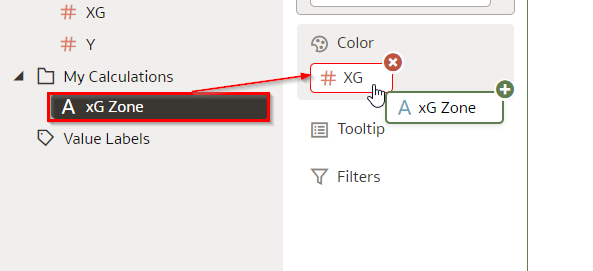 # XG
# Y
My Calculations
A xG Zone
Value Labels
Color
# XG
A xG Zone
Tooltip
Filters